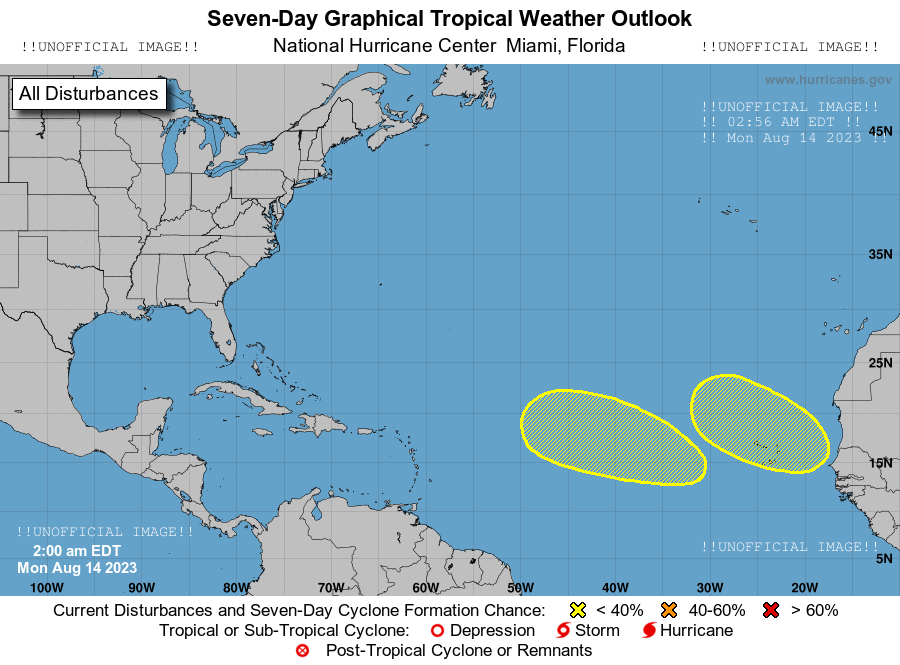 Seven-Day Graphical Tropical Weather Outlook
!!UNOFFICIAL IMAGE!! National Hurricane Center Miami, Florida !!UNOFFICIAL IMAGE!!
www.hurricanes.gov
All Disturbances
!!UNOFFICIAL IMAGE!!
!! 02:56 AM EDT !!
45N
!! Mon Aug 14 2023 !!
35N
25N
15N
!!UNOFFICIAL IMAGE!!
!!UNOFFICIAL IMAGE!!
2:00 am EDT
5N
Mon Aug 14 2023
100W 90W 80W 70W 60W 50W 40W 30W 20W
Current Disturbances and Seven-Day Cyclone Formation Chance: < 40% 40-60% > 60%
Tropical or Sub-Tropical Cyclone: Depression Storm Hurricane
Post-Tropical Cyclone or Remnants